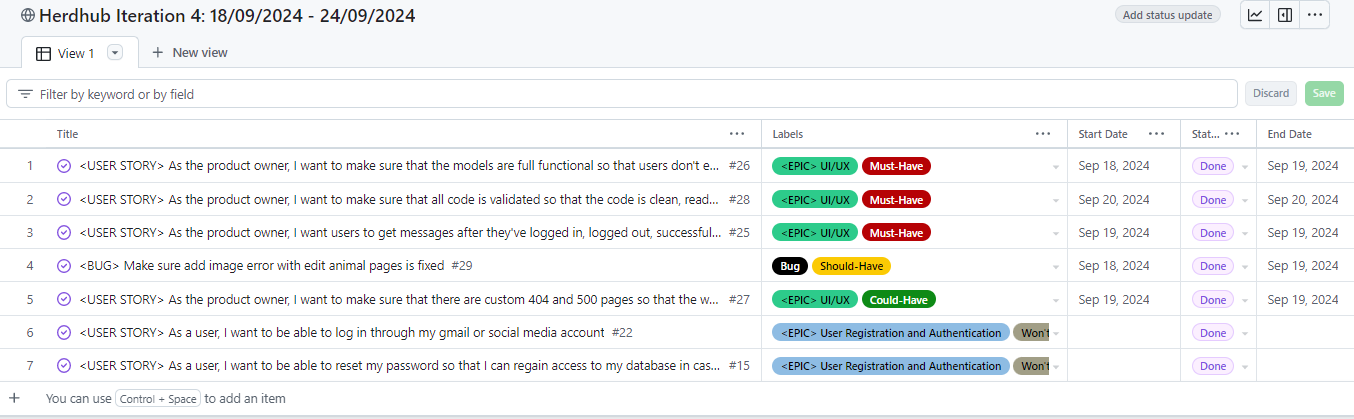 Herdhub Iteration 4: 18/09/2024 - 24/09/2024 Add status update
View 1 New view
Filter by keyword or by field Discard Save
Title Labels Start Date Stat... End Date
1 <USER STORY> As the product owner, I want to make sure that the models are full functional so that users don't e... #26 <EPIC> UI/UX Must-Have Sep 18, 2024 Done Sep 19, 2024
2 <USER STORY> As the product owner, I want to make sure that all code is validated so that the code is clean, read... #28 <EPIC> UI/UX Must-Have Sep 20, 2024 Done Sep 20, 2024
3 <USER STORY> As the product owner, I want users to get messages after they've logged in, logged out, successful... #25 <EPIC> UI/UX Must-Have Sep 19, 2024 Done Sep 19, 2024
4 <BUG> Make sure add image error with edit animal pages is fixed #29 Bug Should-Have Sep 18, 2024 Done Sep 19, 2024
5 <USER STORY> As the product owner, I want to make sure that there are custom 404 and 500 pages so that the w... #27 <EPIC> UI/UX Could-Have Sep 19, 2024 Done Sep 19, 2024
6 <USER STORY> As a user, I want to be able to log in through my gmail or social media account #22 <EPIC> User Registration and Authentication Won't Done
7 <USER STORY> As a user, I want to be able to reset my password so that I can regain access to my database in cas... #15 <EPIC> User Registration and Authentication Won't Done
You can use Control + Space to add an item